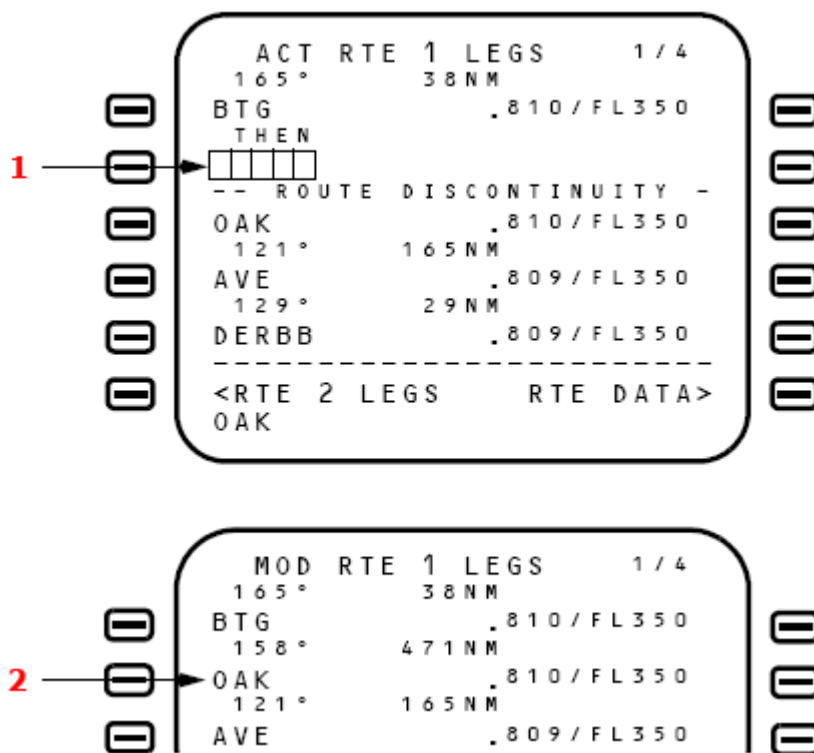 ACT RTE 1 LEGS 1/4
165° 38NM
BTG .810/FL350
THEN
1
-- ROUTE DISCONTINUITY -
OAK .810/FL350
121° 165NM
AVE .809/FL350
129° 29NM
DERBB .809/FL350
------------------------
<RTE 2 LEGS RTE DATA>
OAK
MOD RTE 1 LEGS 1/4
165° 38NM
BTG .810/FL350
158° 471NM
2 OAK .810/FL350
121° 165NM
AVE .809/FL350